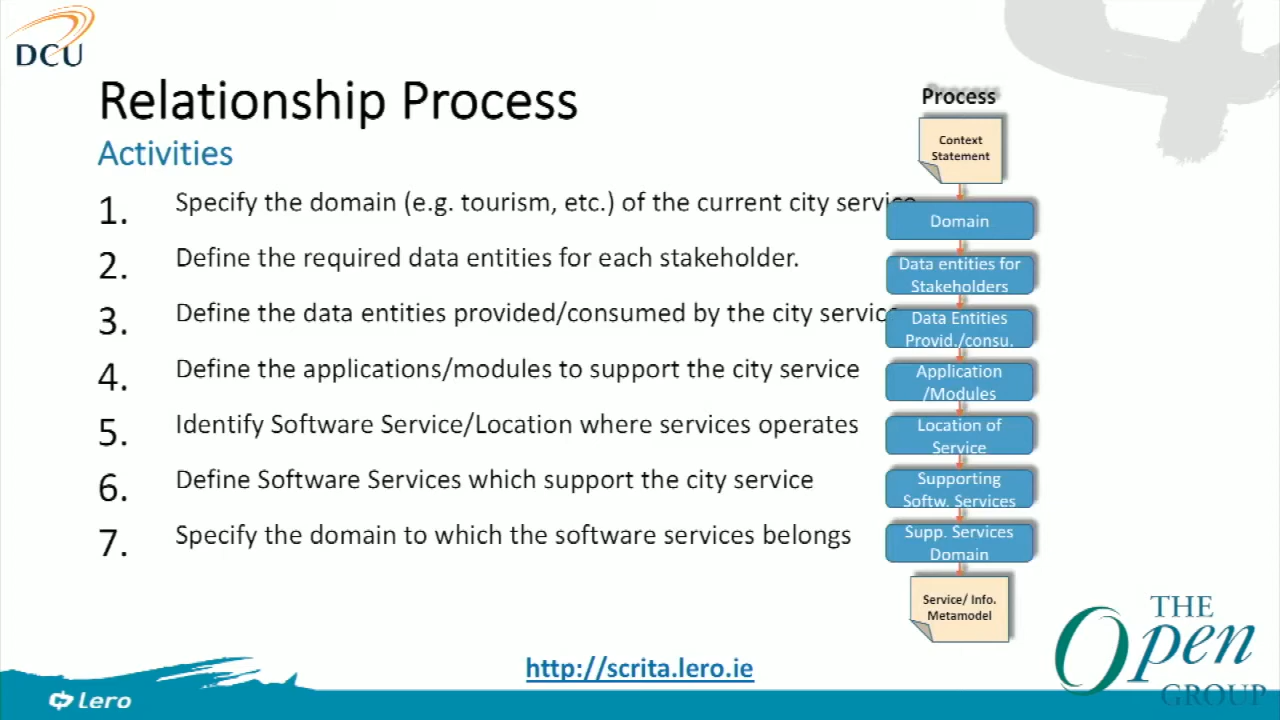 DCU
Relationship Process
Activities
1. Specify the domain (e.g. tourism, etc.) of the current city service
2. Define the required data entities for each stakeholder.
3. Define the data entities provided/consumed by the city service
4. Define the applications/modules to support the city service
5. Identify Software Service/Location where services operates
6. Define Software Services which support the city service
7. Specify the domain to which the software services belongs
Process
Context
Statement
Domain
Data entities for
Stakeholders
Data Entities
Provid./consu.
Application
/Modules
Location of
Service
Supporting
Softw. Services
Supp. Services
Domain
Service/ Info.
Metamodel
http://scrita.lero.ie
Lero
THE
Open
GROUP